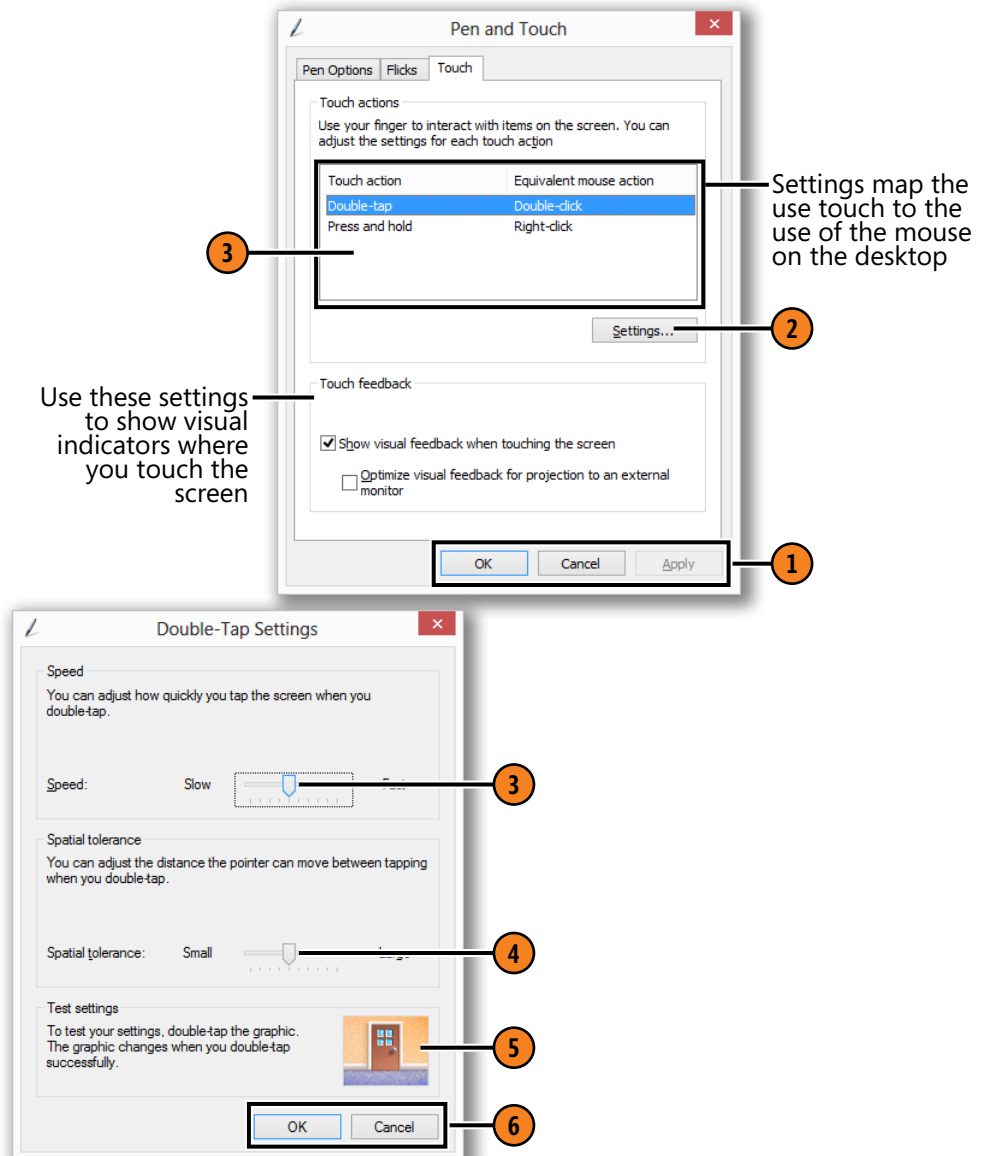 Pen and Touch
Pen Options Flicks Touch
Touch actions
Use your finger to interact with items on the screen. You can
adjust the settings for each touch action
Touch action Equivalent mouse action
Double-tap Double-click
Press and hold Right-click
3
Settings map the
use touch to the
use of the mouse
on the desktop
Settings...
2
Touch feedback
Use these settings
to show visual
indicators where
you touch the
screen
Show visual feedback when touching the screen
Optimize visual feedback for projection to an external
monitor
OK Cancel Apply
1
Double-Tap Settings
Speed
You can adjust how quickly you tap the screen when you
double-tap.
Speed: Slow Fast
3
Spatial tolerance
You can adjust the distance the pointer can move between tapping
when you double-tap.
Spatial tolerance: Small Large
4
Test settings
To test your settings, double-tap the graphic.
The graphic changes when you double-tap
successfully.
5
OK Cancel
6